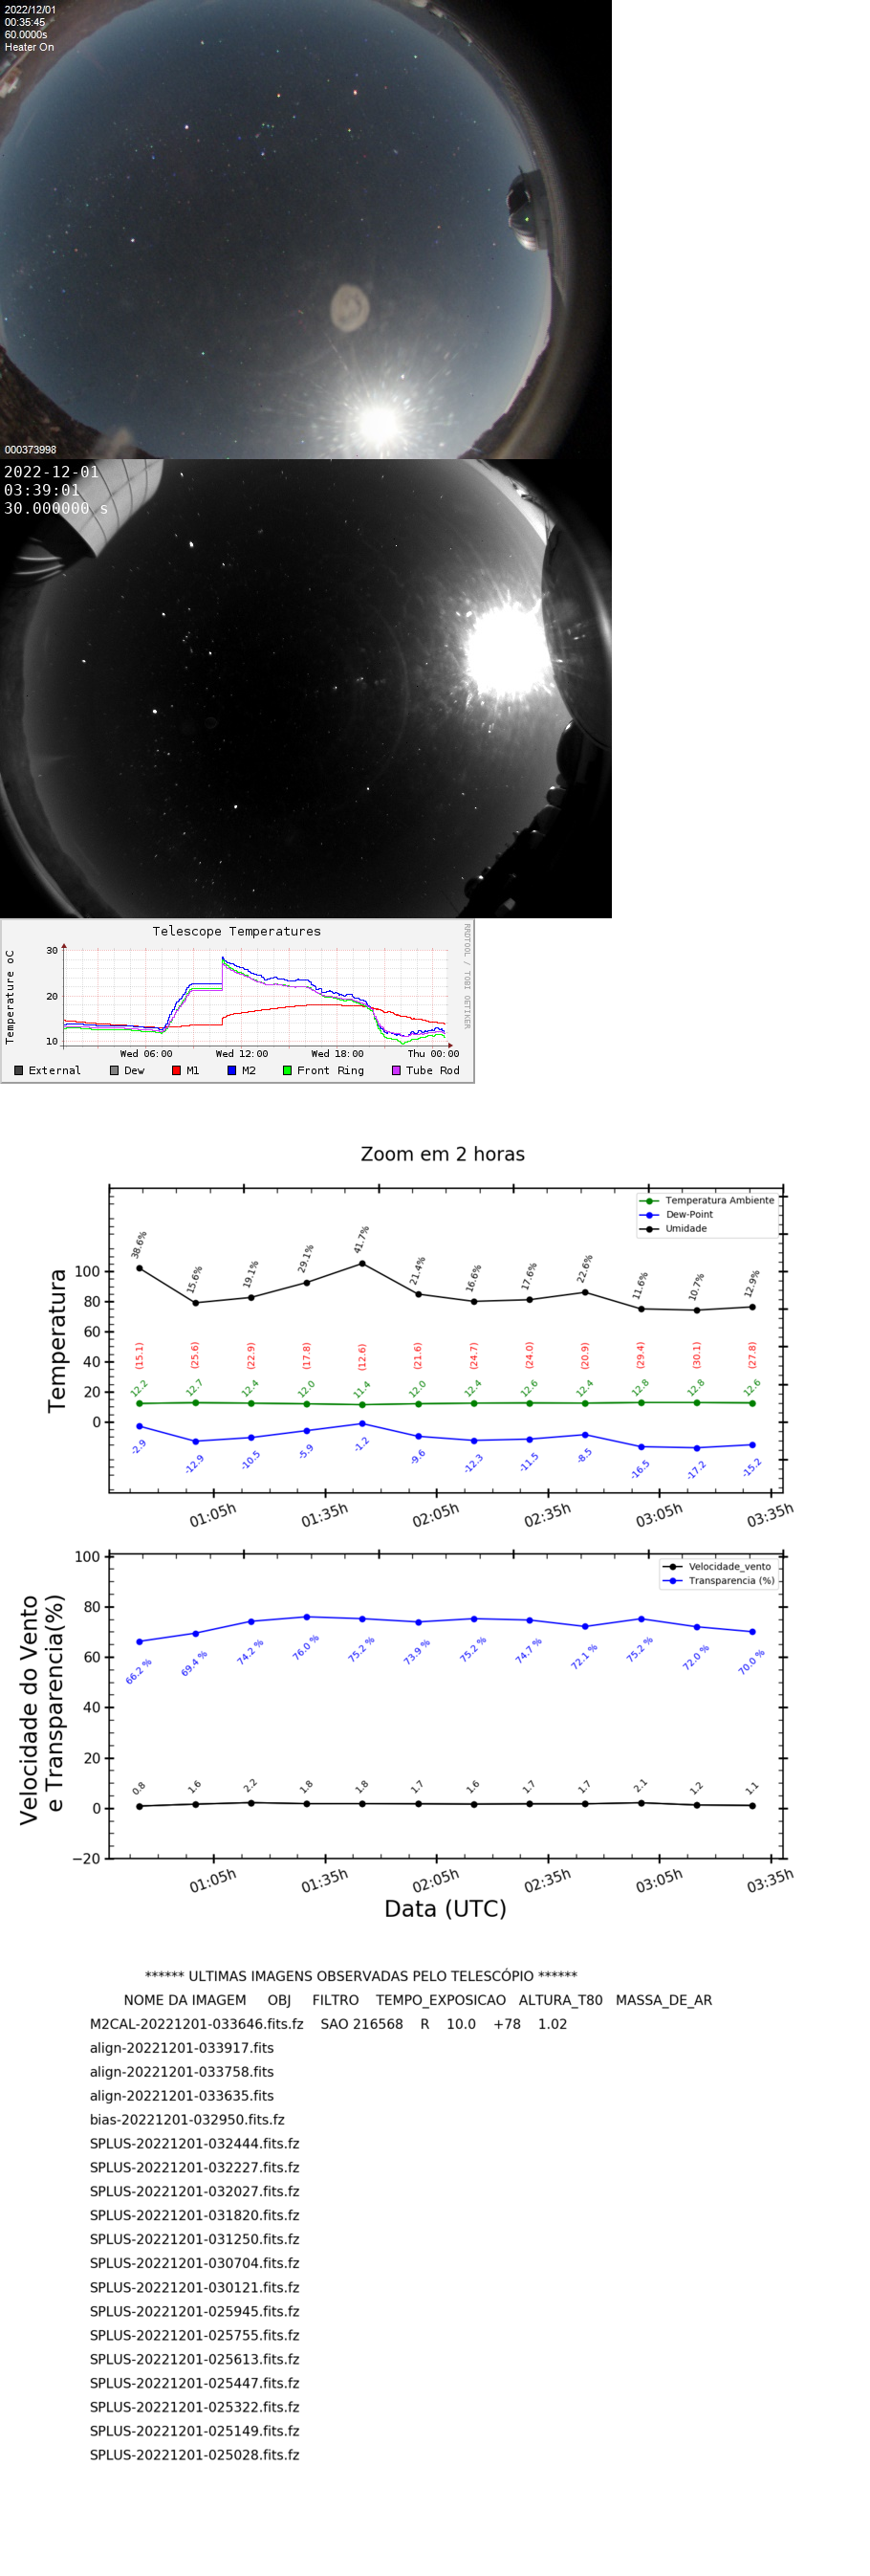 2022/12/01
00:35:45
60.0000s
Heater On
000373998
2022-12-01
03:39:01
30.000000 s
Telescope Temperatures
RRDTOOL / TOBI OETIKER
Temperature oC
30
20
10
Wed 06:00 Wed 12:00 Wed 18:00 Thu 00:00
External Dew M1 M2 Front Ring Tube Rod
Zoom em 2 horas
Temperatura Ambiente
Dew-Point
Umidade
Temperatura
100
80
60
40
20
0
38.6% 15.6% 19.1% 29.1% 41.7% 21.4% 16.6% 17.6% 22.6% 11.6% 10.7% 12.9%
(15.1) (25.6) (22.9) (17.8) (12.6) (21.6) (24.7) (24.0) (20.9) (29.4) (30.1) (27.8)
12.2 12.7 12.4 12.0 11.4 12.0 12.4 12.6 12.4 12.8 12.8 12.6
-2.9 -12.9 -10.5 -5.9 -1.2 -9.6 -12.3 -11.5 -8.5 -16.5 -17.2 -15.2
01:05h 01:35h 02:05h 02:35h 03:05h 03:35h
Velocidade_vento
Transparencia (%)
Velocidade do Vento
e Transparencia(%)
100
80
60
40
20
0
−20
66.2 % 69.4 % 74.2 % 76.0 % 75.2 % 73.9 % 75.2 % 74.7 % 72.1 % 75.2 % 72.0 % 70.0 %
0.8 1.6 2.2 1.8 1.8 1.7 1.6 1.7 1.7 2.1 1.2 1.1
01:05h 01:35h 02:05h 02:35h 03:05h 03:35h
Data (UTC)
****** ULTIMAS IMAGENS OBSERVADAS PELO TELESCÓPIO ******
NOME DA IMAGEM OBJ FILTRO TEMPO_EXPOSICAO ALTURA_T80 MASSA_DE_AR
M2CAL-20221201-033646.fits.fz SAO 216568 R 10.0 +78 1.02
align-20221201-033917.fits
align-20221201-033758.fits
align-20221201-033635.fits
bias-20221201-032950.fits.fz
SPLUS-20221201-032444.fits.fz
SPLUS-20221201-032227.fits.fz
SPLUS-20221201-032027.fits.fz
SPLUS-20221201-031820.fits.fz
SPLUS-20221201-031250.fits.fz
SPLUS-20221201-030704.fits.fz
SPLUS-20221201-030121.fits.fz
SPLUS-20221201-025945.fits.fz
SPLUS-20221201-025755.fits.fz
SPLUS-20221201-025613.fits.fz
SPLUS-20221201-025447.fits.fz
SPLUS-20221201-025322.fits.fz
SPLUS-20221201-025149.fits.fz
SPLUS-20221201-025028.fits.fz